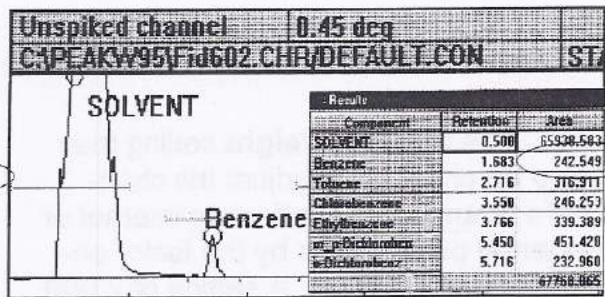 Unspiked channel 0.45 deg
C:\PEAKW95\Fid602.CHR/DEFAULT.CON STA
SOLVENT
Benzene
Results
Component Retention Area
SOLVENT 0.500 65938.583
Benzene 1.683 242.549
Toluene 2.716 316.911
Chlorobenzene 3.550 246.253
EthylBenzene 3.766 339.389
5.450 451.428
5.716 232.960
67768.065